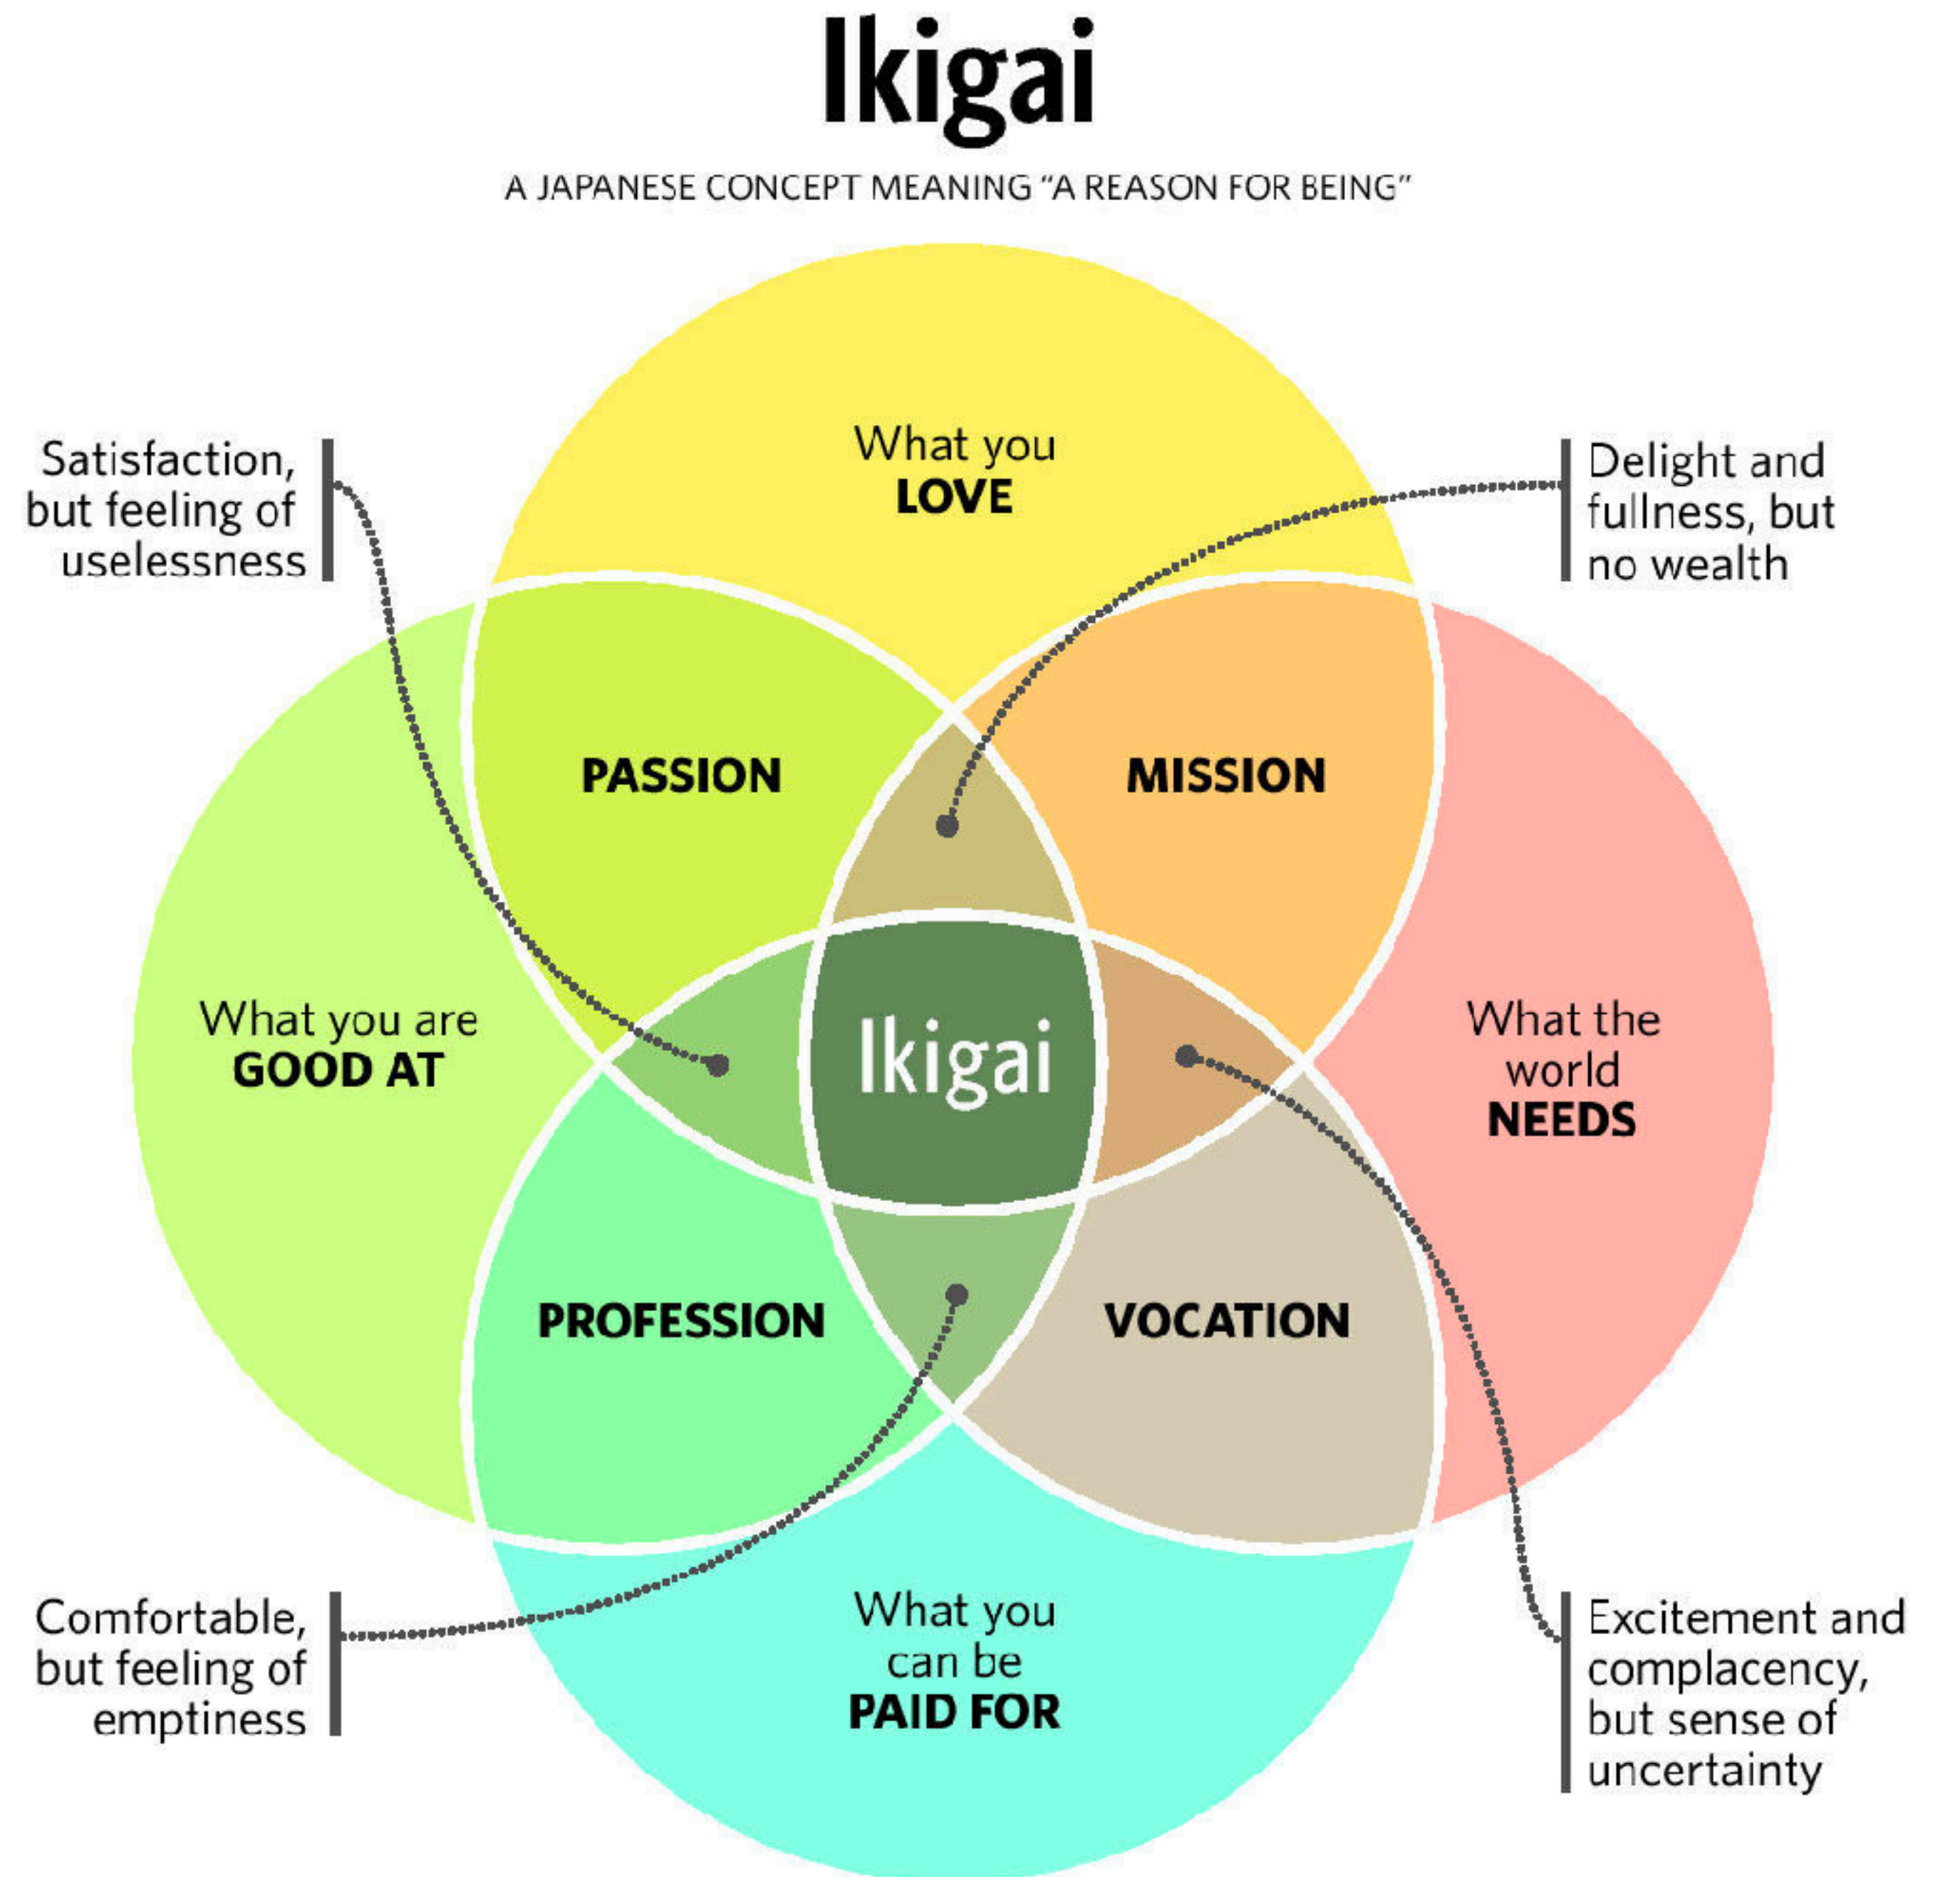 Ikigai
A JAPANESE CONCEPT MEANING “A REASON FOR BEING”
What you
LOVE
Satisfaction,
but feeling of
uselessness
Delight and
fullness, but
no wealth
PASSION
MISSION
What you are
GOOD AT
Ikigai
What the
world
NEEDS
PROFESSION
VOCATION
What you
can be
PAID FOR
Comfortable,
but feeling of
emptiness
Excitement and
complacency,
but sense of
uncertainty